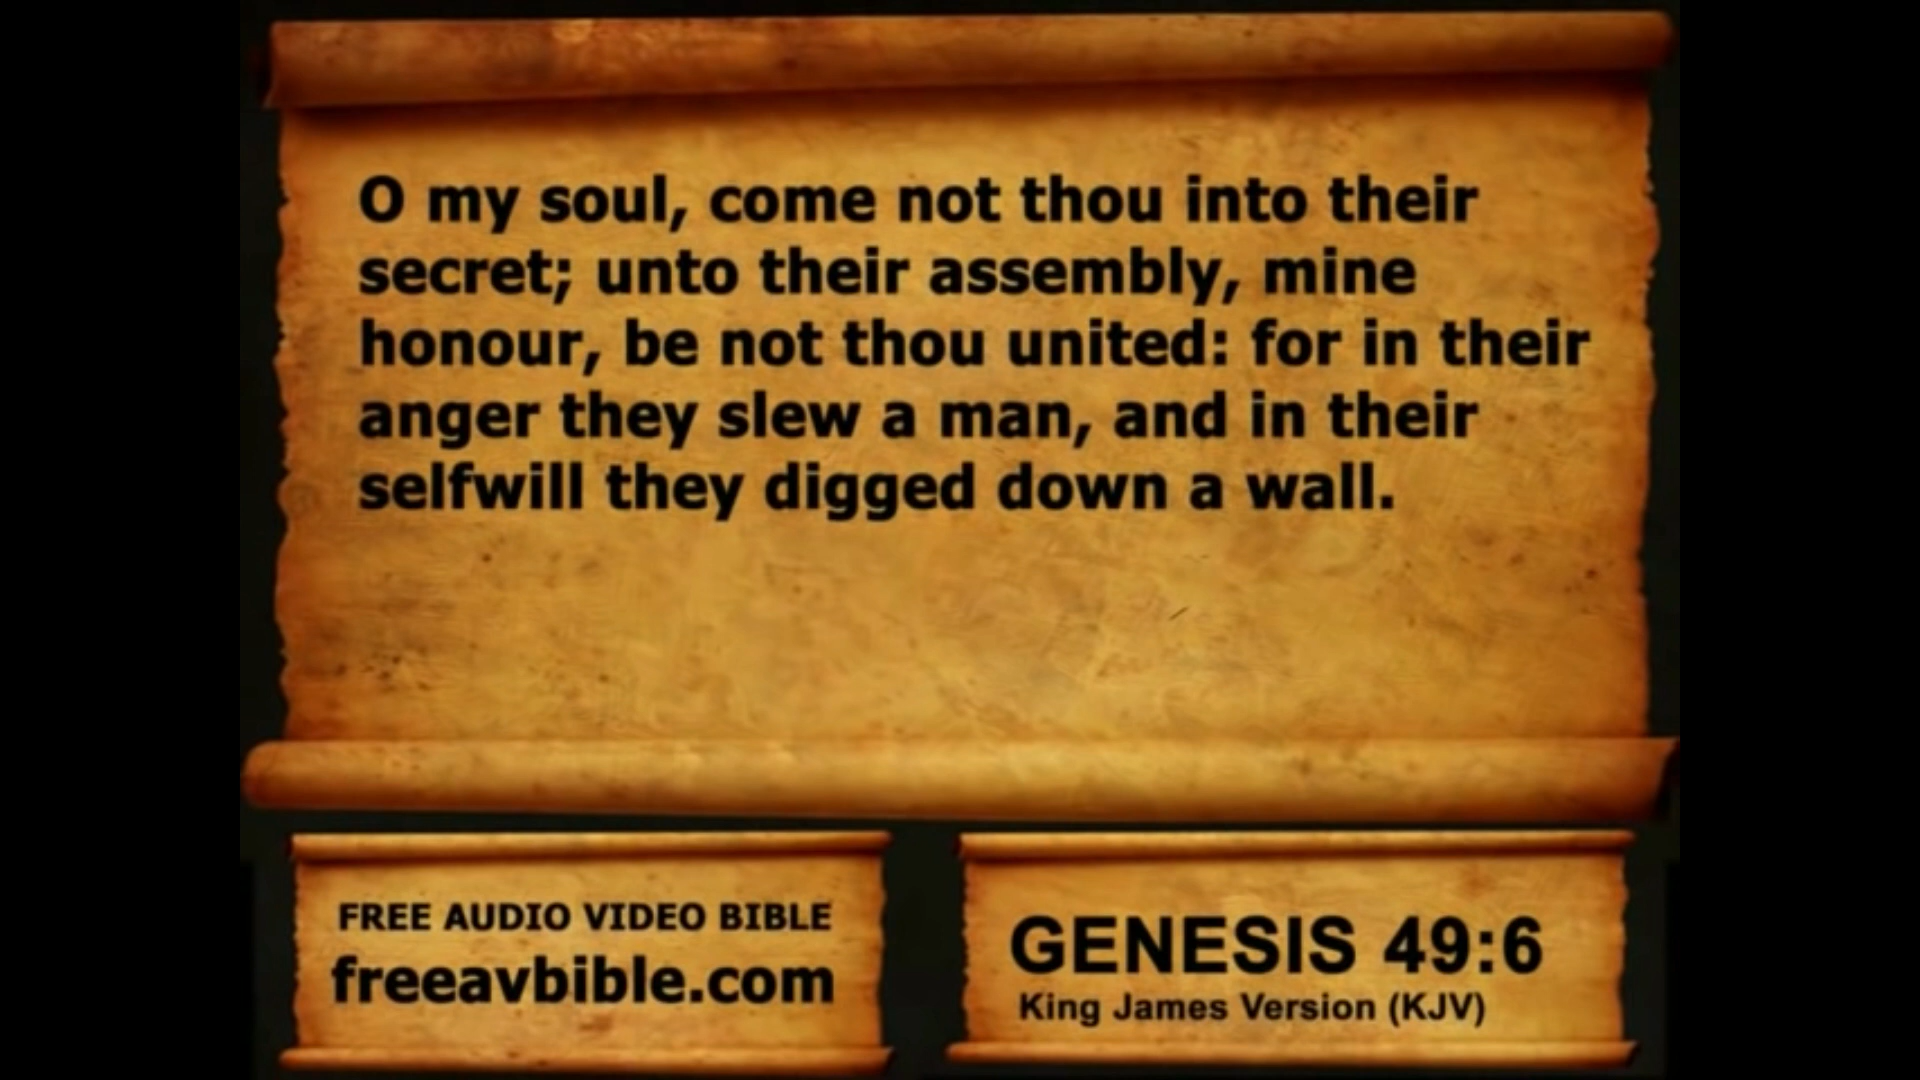 O my soul, come not thou into their
secret; unto their assembly, mine
honour, be not thou united: for in their
anger they slew a man, and in their
selfwill they digged down a wall.
FREE AUDIO VIDEO BIBLE
freeavbible.com
GENESIS 49:6
King James Version (KJV)